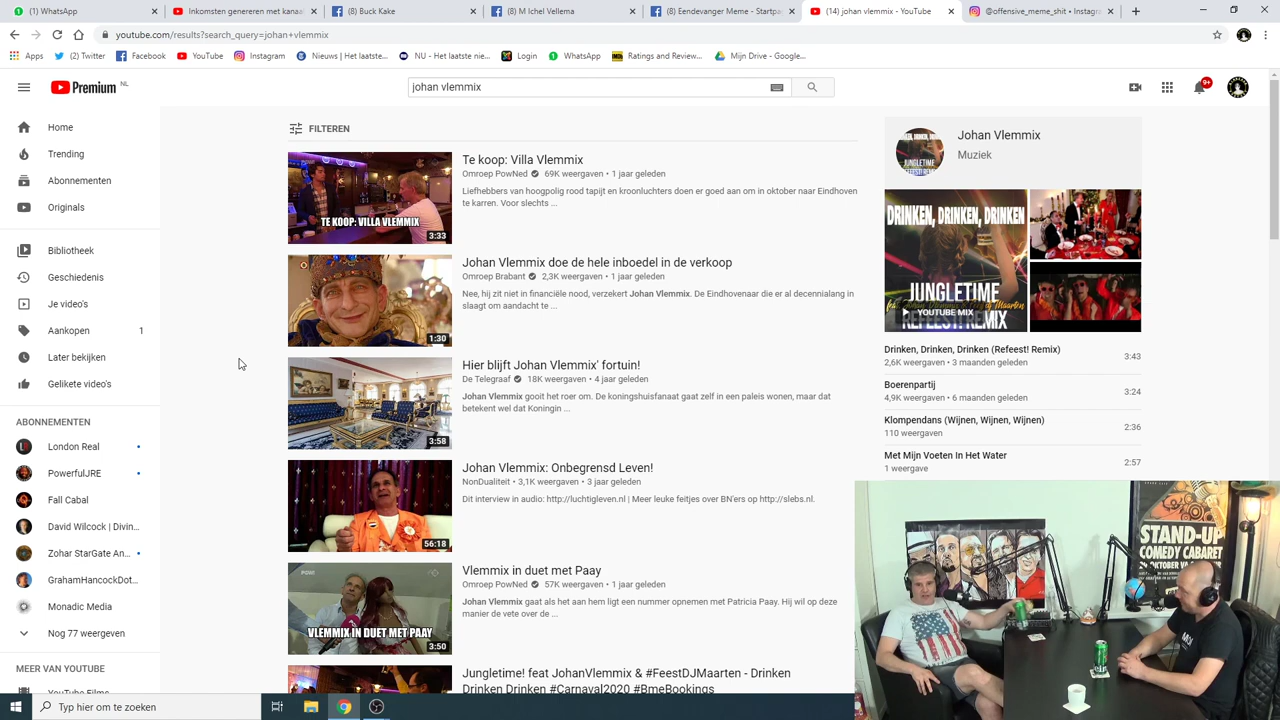 (1) WhatsApp
Inkomsten genereren met kanaal
(8) Buck Kake
(8) M Ichel Vellema
(8) Eendevanger Meme - Startpa
(14) johan vlemmix - YouTube
@offensive_meme_shit • Instagra
youtube.com/results?search_query=johan+vlemmix
Apps
(2) Twitter
Facebook
YouTube
Instagram
Nieuws | Het laatste...
NU - Het laatste nie...
Login
WhatsApp
Ratings and Review...
Mijn Drive - Google...
Premium NL
johan vlemmix
9+
Home
Trending
Abonnementen
Originals
Bibliotheek
Geschiedenis
Je video's
Aankopen 1
Later bekijken
Gelikete video's
ABONNEMENTEN
London Real
PowerfulJRE
Fall Cabal
David Wilcock | Divin...
Zohar StarGate An...
GrahamHancockDot...
Monadic Media
Nog 77 weergeven
MEER VAN YOUTUBE
YouTube Films
FILTEREN
TE KOOP: VILLA VLEMMIX
3:33
Te koop: Villa Vlemmix
Omroep PowNed 69K weergaven • 1 jaar geleden
Liefhebbers van hoogpolig rood tapijt en kroonluchters doen er goed aan om in oktober naar Eindhoven
te karren. Voor slechts ...
1:30
Johan Vlemmix doe de hele inboedel in de verkoop
Omroep Brabant 2,3K weergaven • 1 jaar geleden
Nee, hij zit niet in financiële nood, verzekert Johan Vlemmix. De Eindhovenaar die er al decennialang in
slaagt om aandacht te ...
3:58
Hier blijft Johan Vlemmix' fortuin!
De Telegraaf 18K weergaven • 4 jaar geleden
Johan Vlemmix gooit het roer om. De koningshuisfanaat gaat zelf in een paleis wonen, maar dat
betekent wel dat Koningin ...
56:18
Johan Vlemmix: Onbegrensd Leven!
NonDualiteit • 3,1K weergaven • 3 jaar geleden
Dit interview in audio: http://luchtigleven.nl | Meer leuke feitjes over BN'ers op http://slebs.nl.
VLEMMIX IN DUET MET PAAY
3:50
Vlemmix in duet met Paay
Omroep PowNed 57K weergaven • 1 jaar geleden
Johan Vlemmix gaat als het aan hem ligt een nummer opnemen met Patricia Paay. Hij wil op deze
manier de vete over de ...
Jungletime! feat JohanVlemmix & #FeestDJMaarten - Drinken
Drinken Drinken #Carnaval2020 #BmeBookings
Johan Vlemmix
Muziek
DRINKEN, DRINKEN, DRINKEN
JUNGLETIME
YOUTUBE MIX
REFEEST! REMIX
Drinken, Drinken, Drinken (Refeest! Remix)
2,6K weergaven • 3 maanden geleden
3:43
Boerenpartij
4,9K weergaven • 6 maanden geleden
3:24
Klompendans (Wijnen, Wijnen, Wijnen)
110 weergaven
2:36
Met Mijn Voeten In Het Water
1 weergave
2:57
STAND-UP
COMEDY CABARET
Typ hier om te zoeken